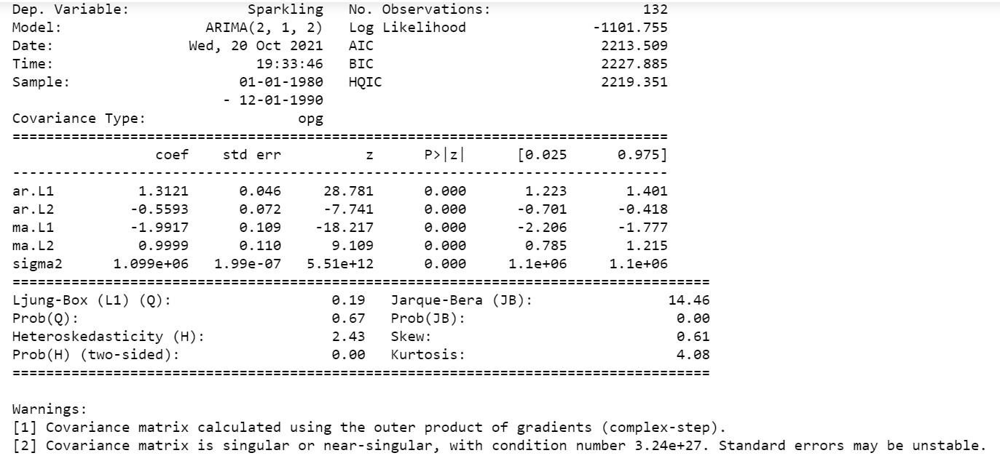 Dep. Variable: Sparkling No. Observations: 132
Model: ARIMA(2, 1, 2) Log Likelihood -1101.755
Date: Wed, 20 Oct 2021 AIC 2213.509
Time: 19:33:46 BIC 2227.885
Sample: 01-01-1980 HQIC 2219.351
- 12-01-1990
Covariance Type: opg
==============================================================================
coef std err z P>|z| [0.025 0.975]
------------------------------------------------------------------------------
ar.L1 1.3121 0.046 28.781 0.000 1.223 1.401
ar.L2 -0.5593 0.072 -7.741 0.000 -0.701 -0.418
ma.L1 -1.9917 0.109 -18.217 0.000 -2.206 -1.777
ma.L2 0.9999 0.110 9.109 0.000 0.785 1.215
sigma2 1.099e+06 1.99e-07 5.51e+12 0.000 1.1e+06 1.1e+06
===================================================================================
Ljung-Box (L1) (Q): 0.19 Jarque-Bera (JB): 14.46
Prob(Q): 0.67 Prob(JB): 0.00
Heteroskedasticity (H): 2.43 Skew: 0.61
Prob(H) (two-sided): 0.00 Kurtosis: 4.08
===================================================================================
Warnings:
[1] Covariance matrix calculated using the outer product of gradients (complex-step).
[2] Covariance matrix is singular or near-singular, with condition number 3.24e+27. Standard errors may be unstable.